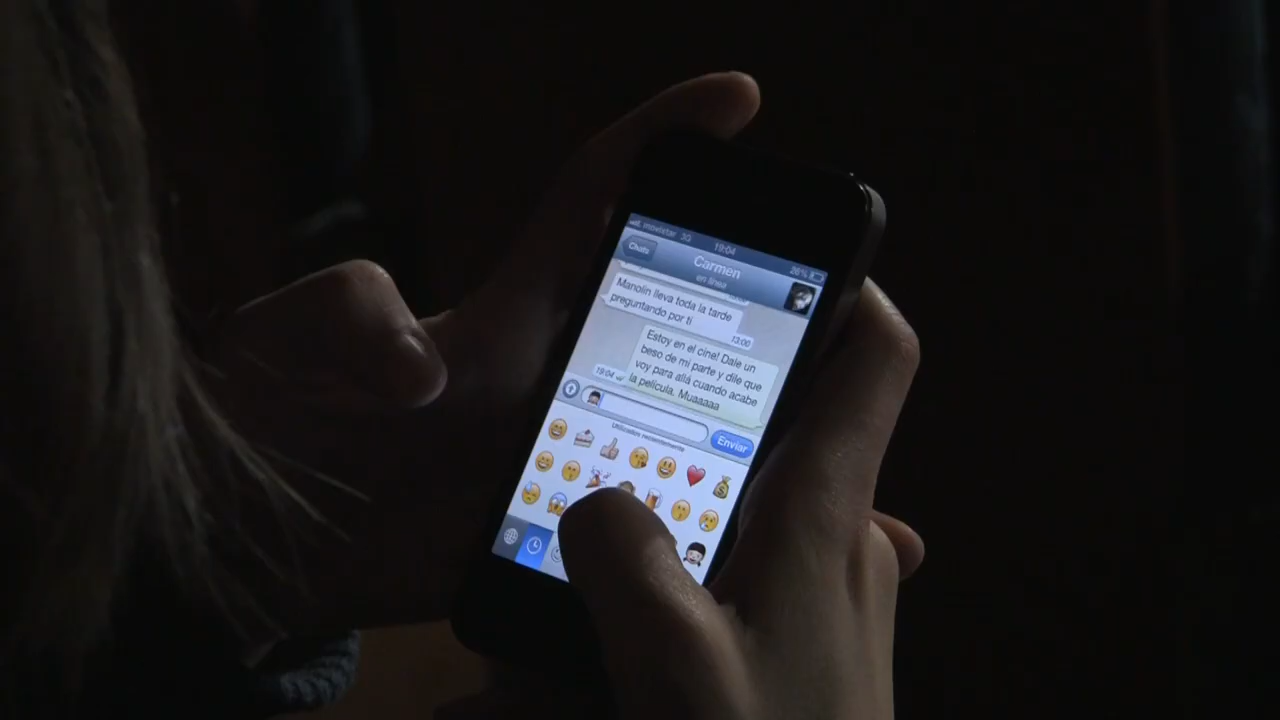 movistar 3G 19:04 26%
Chats Carmen
en línea
Manolin lleva toda la tarde
preguntando por ti
13:00
Estoy en el cine! Dale un
beso de mi parte y dile que
voy para allá cuando acabe
la película. Muaaaaa
19:04
Enviar
Utilizados recientemente